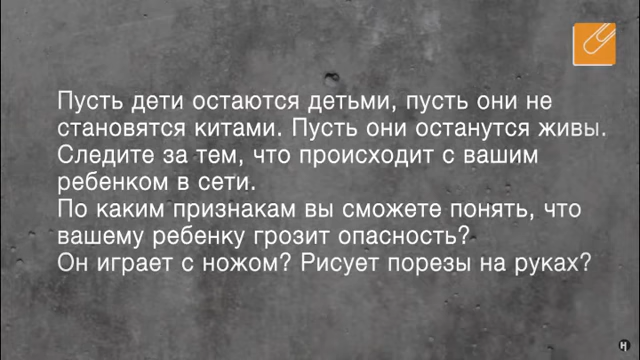 Пусть дети остаются детьми, пусть они не
становятся китами. Пусть они останутся живы.
Следите за тем, что происходит с вашим
ребенком в сети.
По каким признакам вы сможете понять, что
вашему ребенку грозит опасность?
Он играет с ножом? Рисует порезы на руках?